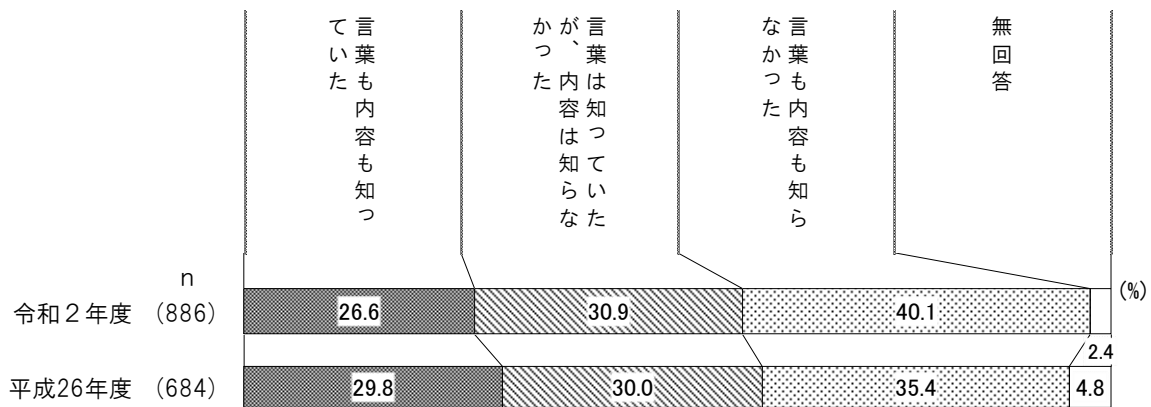 言葉も内容も知っ
ていた
言葉は知っていた
が、内容は知らな
かった
言葉も内容も知ら
なかった
無回答
n
(%)
令和２年度 (886) 26.6 30.9 40.1
2.4
平成26年度 (684) 29.8 30.0 35.4 4.8